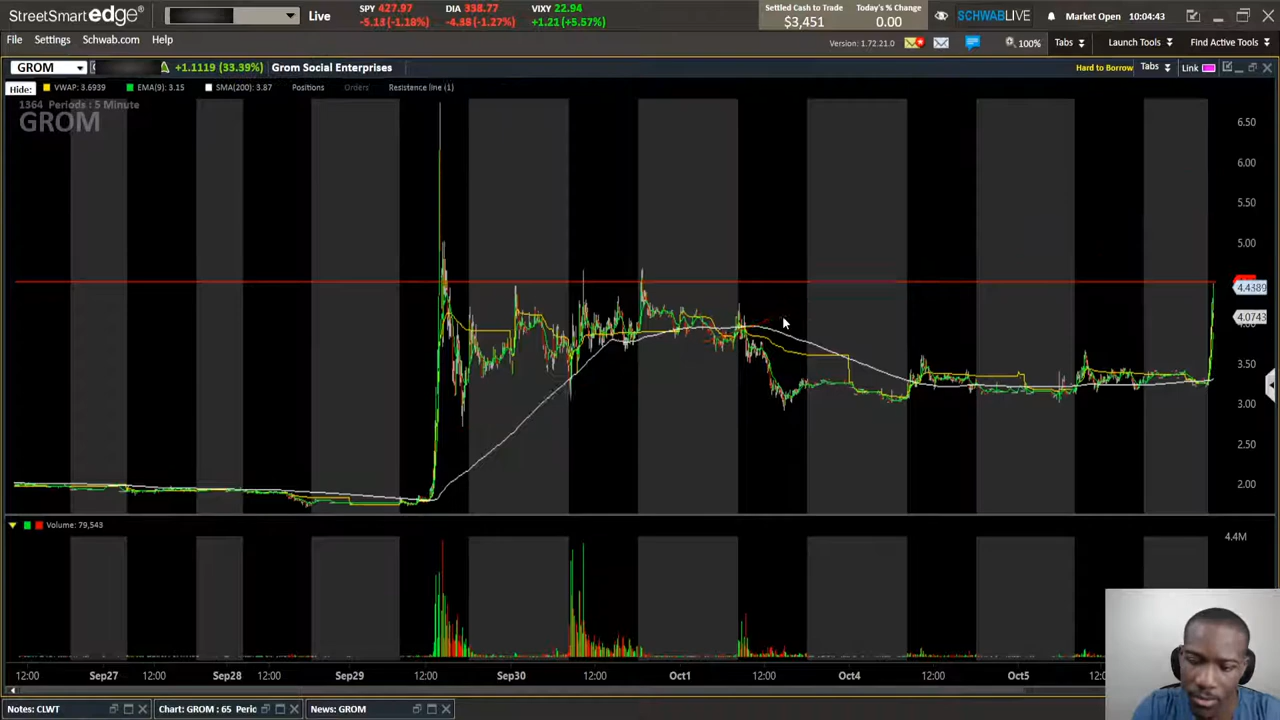 StreetSmart edge® Live SPY 427.97 DIA 338.77 VIXY 22.94 Settled Cash to Trade Today's % Change SCHWABLIVE Market Open 10:04:43
-5.13 (-1.18%) -4.38 (-1.27%) +1.21 (+5.57%) $3,451 0.00
File Settings Schwab.com Help Version: 1.72.21.0 100% Tabs Launch Tools Find Active Tools
GROM +1.1119 (33.39%) Grom Social Enterprises Hard to Borrow Tabs Link
Hide: VWAP: 3.6939 EMA(9): 3.15 SMA(200): 3.87 Positions Orders Resistance line (1)
1364 Periods : 5 Minute
GROM
6.50
6.00
5.50
5.00
4.4389
4.0743
3.50
3.00
2.50
2.00
Volume: 79,543
4.4M
12:00 Sep27 12:00 Sep28 12:00 Sep29 12:00 Sep30 12:00 Oct1 12:00 Oct4 12:00 Oct5
Notes: CLWT Chart: GROM : 65 Perio News: GROM